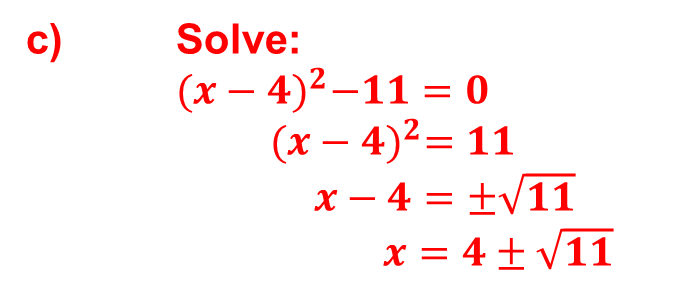 c) Solve:
(x − 4)²−11 = 0
(x − 4)²= 11
x − 4 = ±√11
x = 4 ± √11